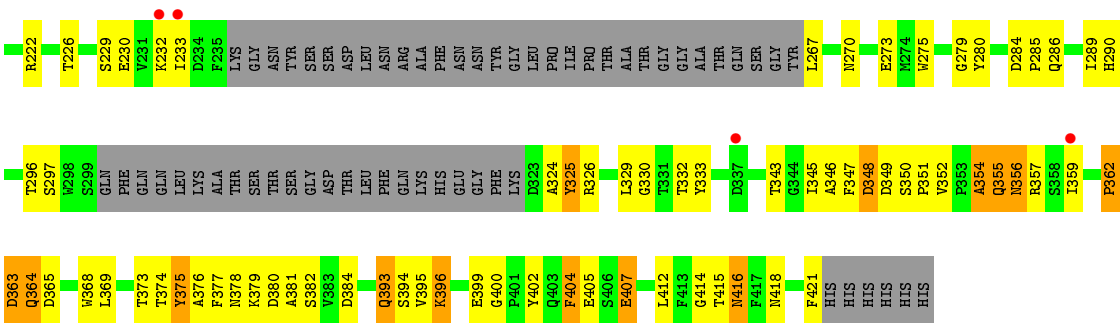 R222 T226 S229 E230 V231 K232 I233 D234 F235 LYS GLY ASN TYR SER SER ASP LEU ASN ARG ALA PHE ASN ASN TYR GLY LEU PRO ILE PRO THR ALA THR GLY GLY ALA THR GLN SER GLY TYR L267 N270 E273 M274 W275 G279 Y280 D284 P285 Q286 I289 H290
T296 S297 W298 S299 GLN PHE GLN GLN LEU LYS ALA THR SER THR SER GLY ASP THR LEU PHE GLN LYS HIS GLU GLY PHE LYS D323 A324 Y325 R326 L329 G330 T331 T332 Y333 D337 T343 G344 I345 A346 F347 D348 D349 S350 P351 V352 P353 A354 Q355 N356 R357 S358 I359 P362
D363 Q364 D365 W368 L369 T373 T374 Y375 A376 F377 N378 K379 D380 A381 S382 V383 D384 Q393 S394 V395 K396 E399 G400 P401 Y402 Q403 F404 E405 S406 E407 L412 P413 G414 T415 N416 F417 N418 F421 HIS HIS HIS HIS HIS HIS